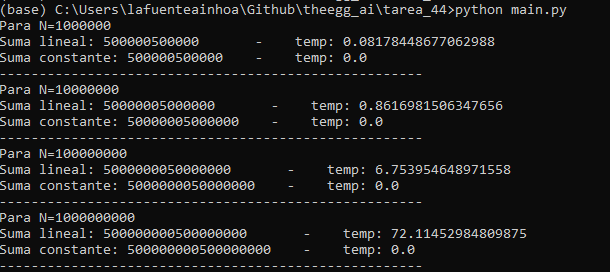 (base) C:\Users\lafuenteainhoa\Github\theegg_ai\tarea_44>python main.py
Para N=1000000
Suma lineal: 500000500000     -    temp: 0.08178448677062988
Suma constante: 500000500000    -    temp: 0.0
----------------------------------------------------
Para N=10000000
Suma lineal: 50000005000000       -    temp: 0.8616981506347656
Suma constante: 50000005000000    -    temp: 0.0
----------------------------------------------------
Para N=100000000
Suma lineal: 5000000050000000       -    temp: 6.753954648971558
Suma constante: 5000000050000000    -    temp: 0.0
----------------------------------------------------
Para N=1000000000
Suma lineal: 500000000500000000       -    temp: 72.11452984809875
Suma constante: 500000000500000000    -    temp: 0.0
----------------------------------------------------